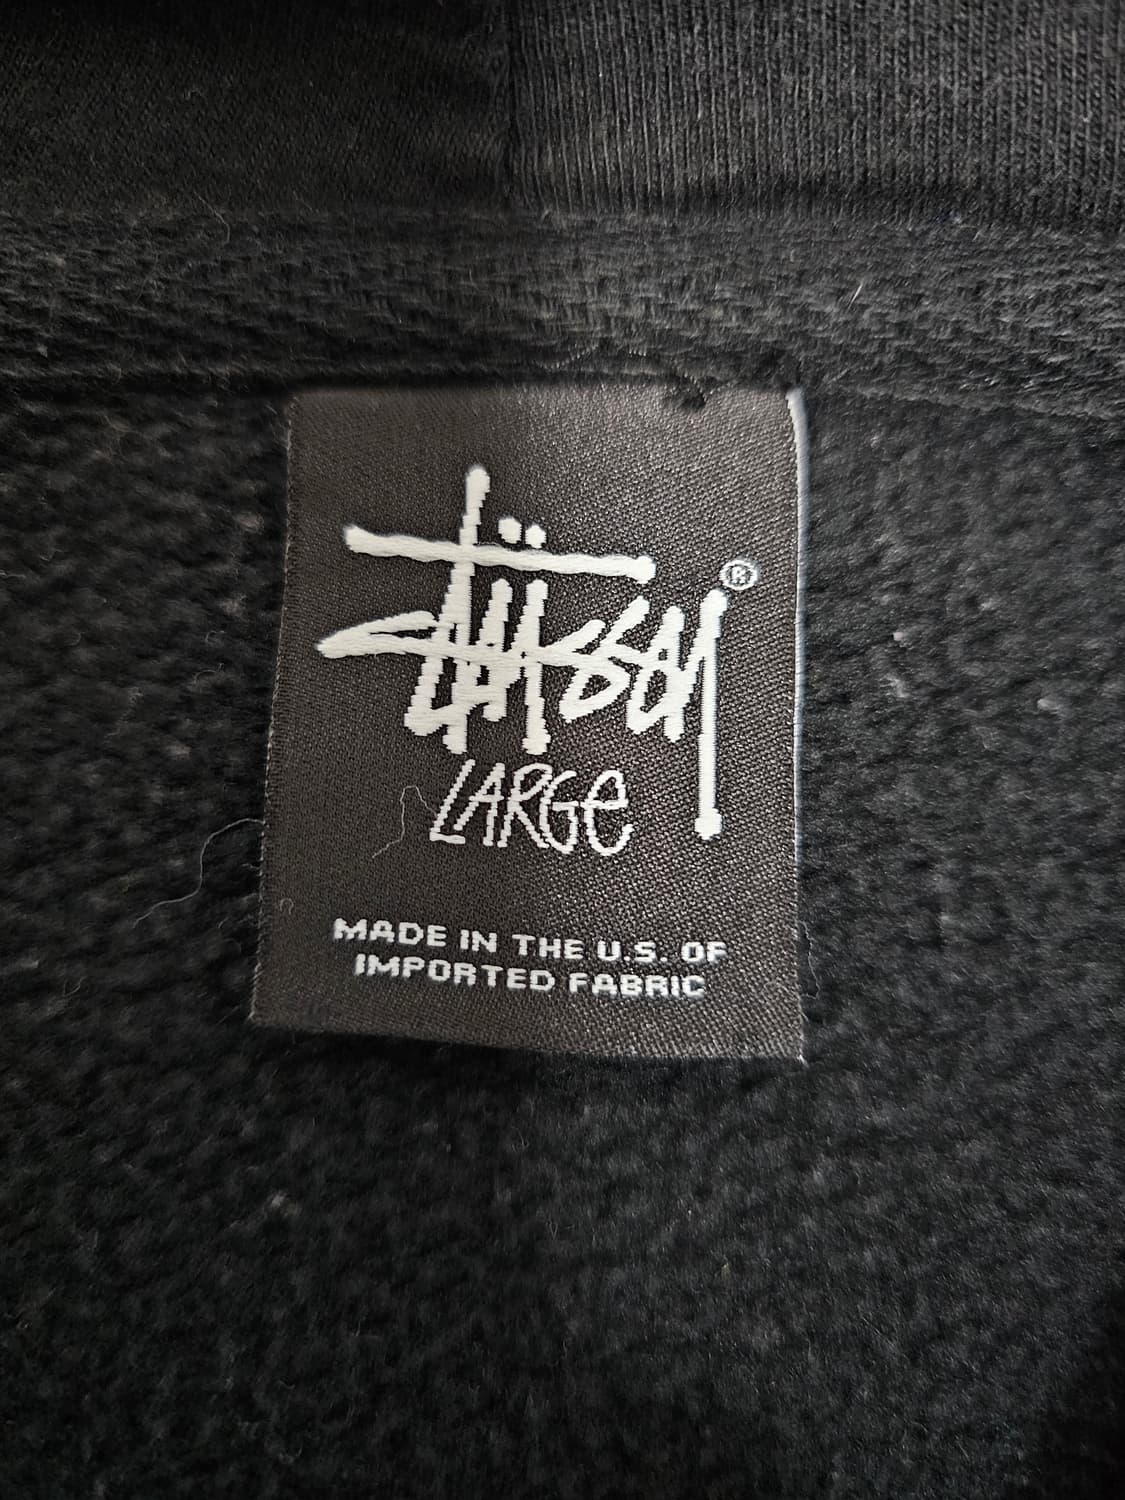 Stüssy®
LARGe
MADE IN THE U.S. OF
IMPORTED FABRIC